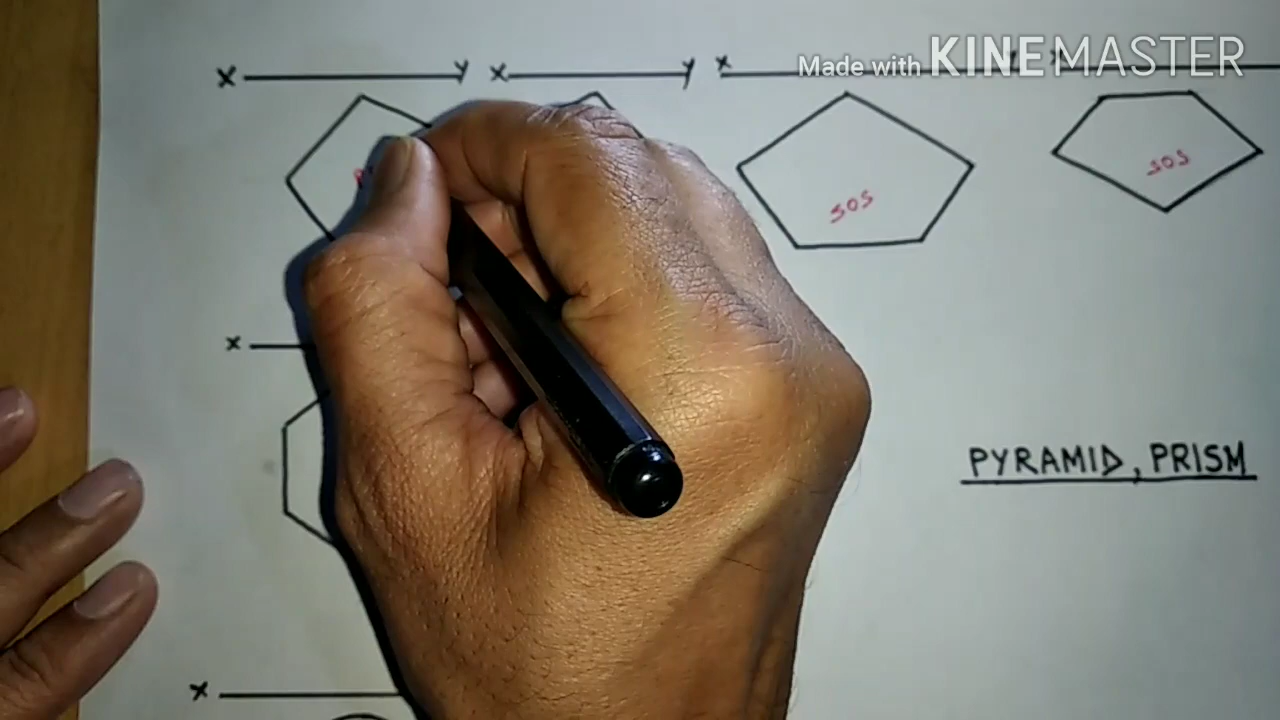 x y x y x
Made with KINEMASTER
SOS SOS
x
PYRAMID, PRISM
x